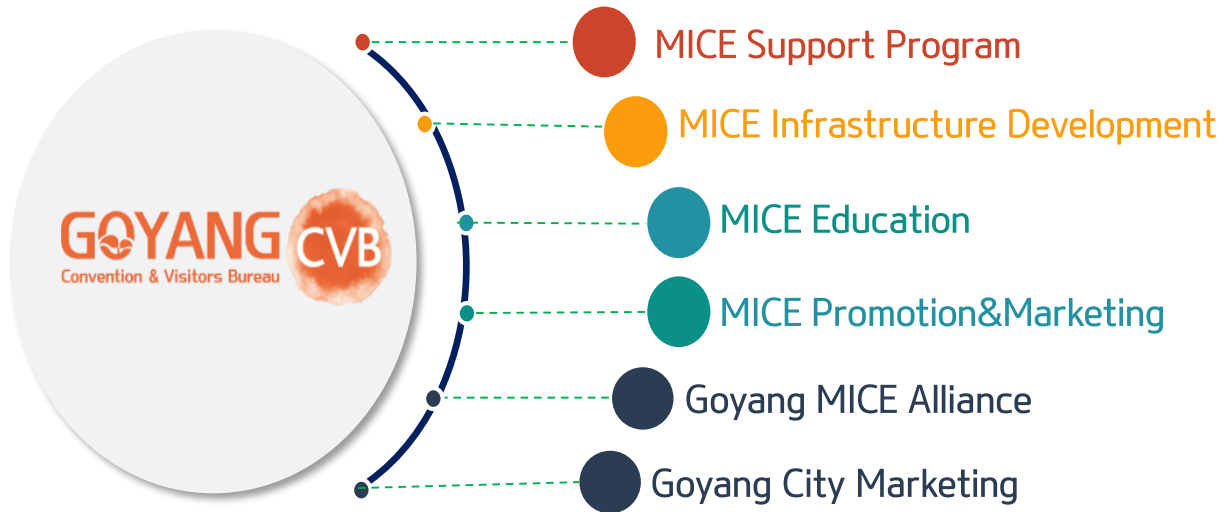 GOYANG
Convention & Visitors Bureau
CVB
MICE Support Program
MICE Infrastructure Development
MICE Education
MICE Promotion&Marketing
Goyang MICE Alliance
Goyang City Marketing